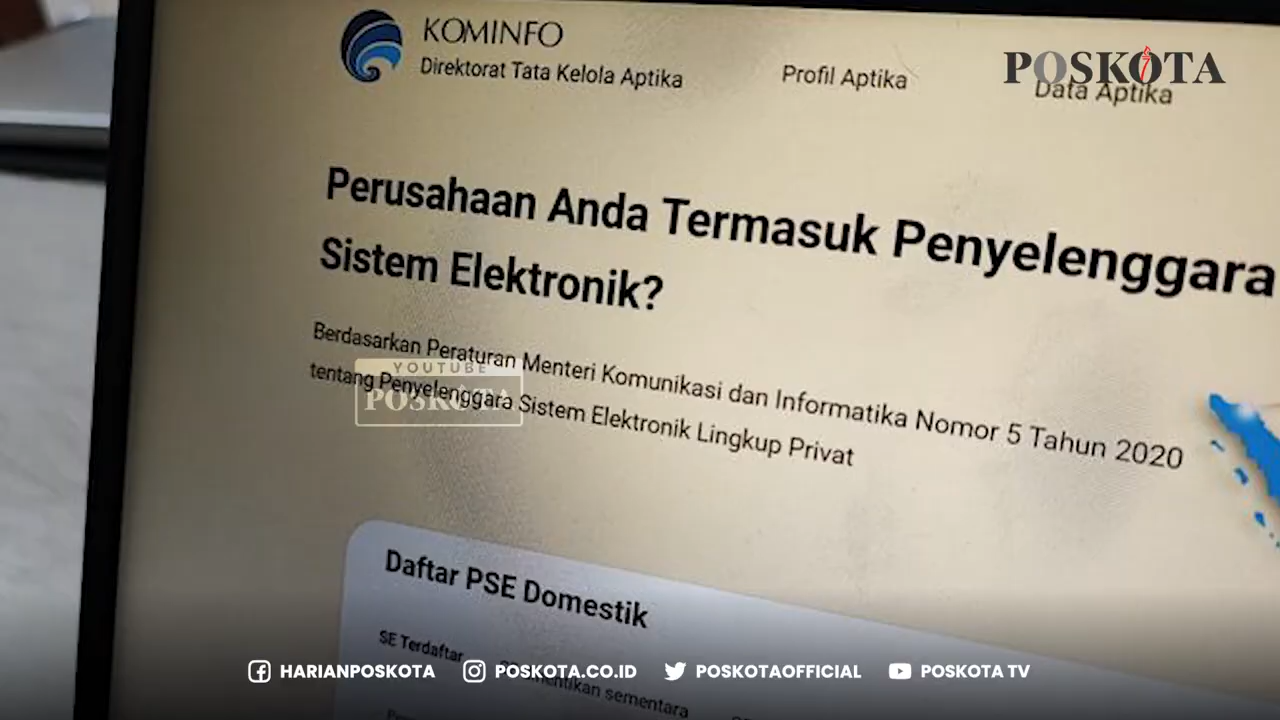 KOMINFO
Direktorat Tata Kelola Aptika
Profil Aptika
POSKOTA
Data Aptika
Perusahaan Anda Termasuk Penyelenggara
Sistem Elektronik?
Berdasarkan Peraturan Menteri Komunikasi dan Informatika Nomor 5 Tahun 2020
YOUTUBE
tentang Penyelenggara Sistem Elektronik Lingkup Privat
POSKOTA
Daftar PSE Domestik
SE Terdaftar
sementara
HARIANPOSKOTA
POSKOTA.CO.ID
POSKOTAOFFICIAL
POSKOTA TV